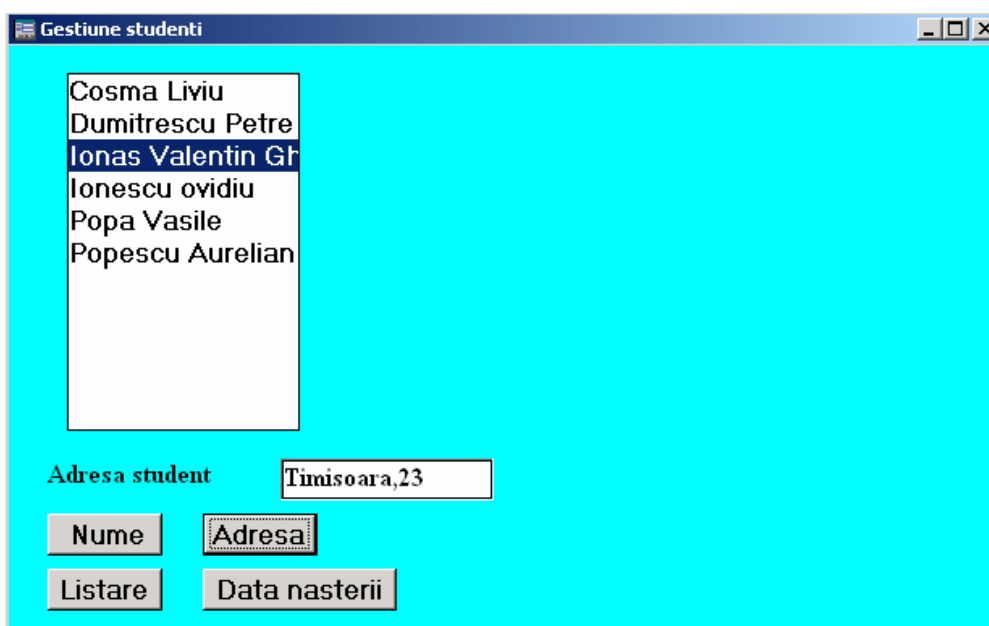 Gestiune studenti
Cosma Liviu
Dumitrescu Petre
Ionas Valentin Gh
Ionescu ovidiu
Popa Vasile
Popescu Aurelian
Adresa student Timisoara,23
Nume Adresa
Listare Data nasterii